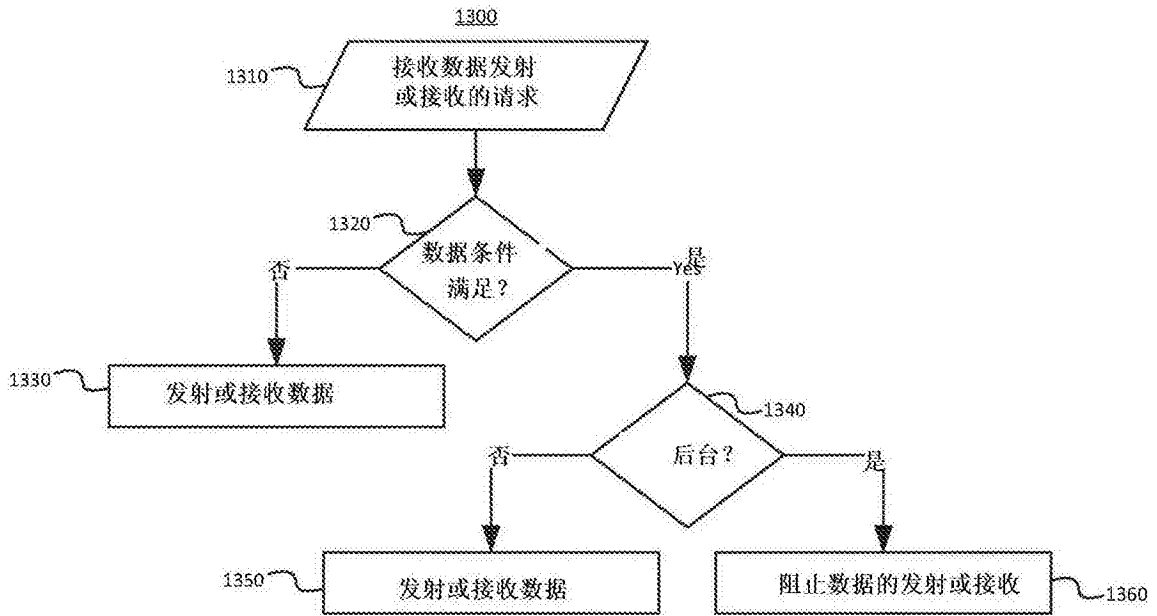 1300
1310
接收数据发射
或接收的请求
1320
数据条件
满足?
否
是
Yes
1330
发射或接收数据
1340
后台?
否
是
1350
发射或接收数据
阻止数据的发射或接收
1360